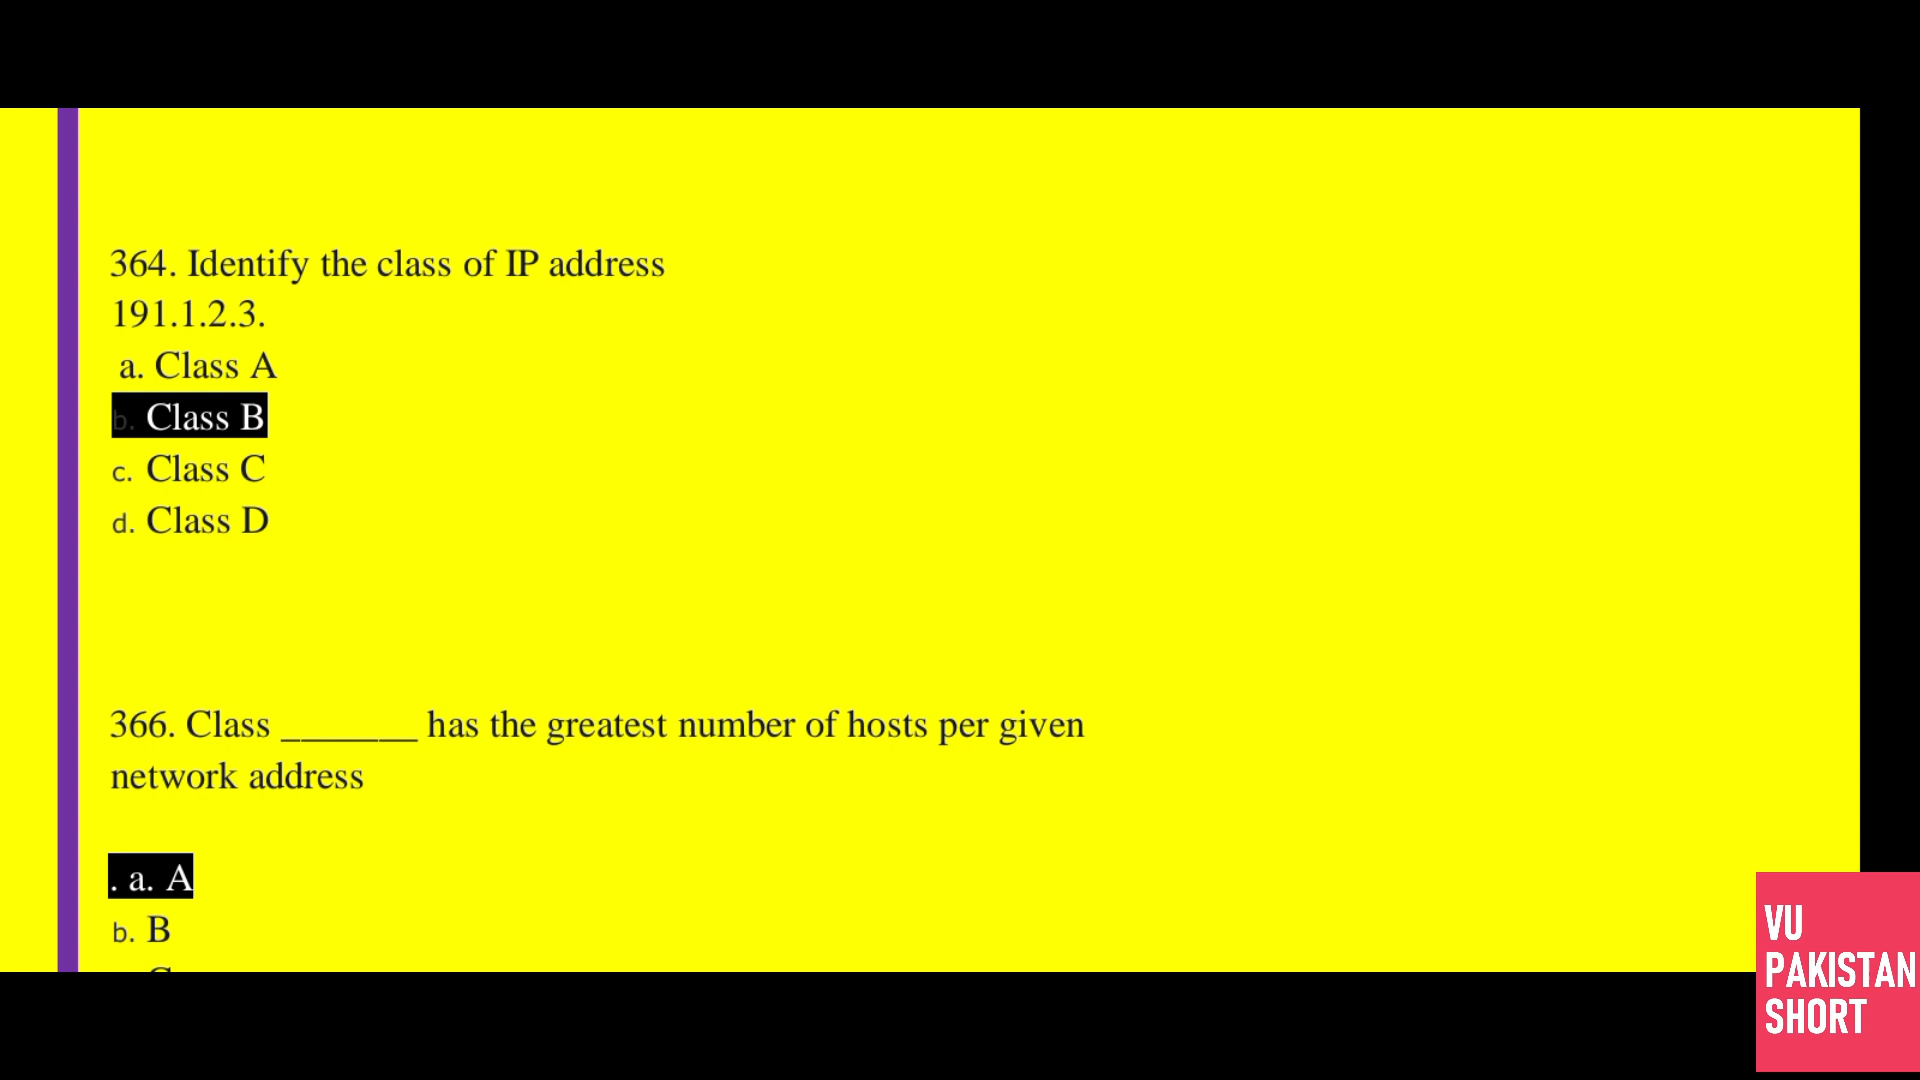 364. Identify the class of IP address
191.1.2.3.
a. Class A
b. Class B
c. Class C
d. Class D
366. Class _______ has the greatest number of hosts per given
network address
. a. A
b. B
VU
PAKISTAN
SHORT